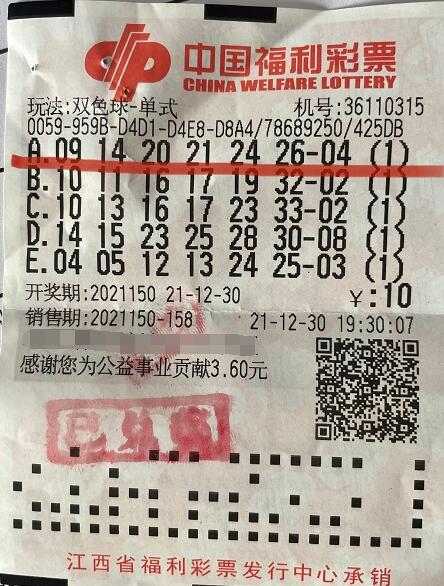 中国福利彩票
CHINA WELFARE LOTTERY
玩法:双色球-单式 机号:36110315
0059-959B-D4D1-D4E8-D8A4/78689250/425DB
A.09 14 20 21 24 26-04 (1)
B.10 11 16 17 19 32-02 (1)
C.10 13 16 17 23 33-02 (1)
D.14 15 23 25 28 30-08 (1)
E.04 05 12 13 24 25-03 (1)
开奖期:2021150 21-12-30 ¥:10
销售期:2021150-158 21-12-30 19:30:07
感谢您为公益事业贡献3.60元
已兑奖
江西省福利彩票发行中心承销